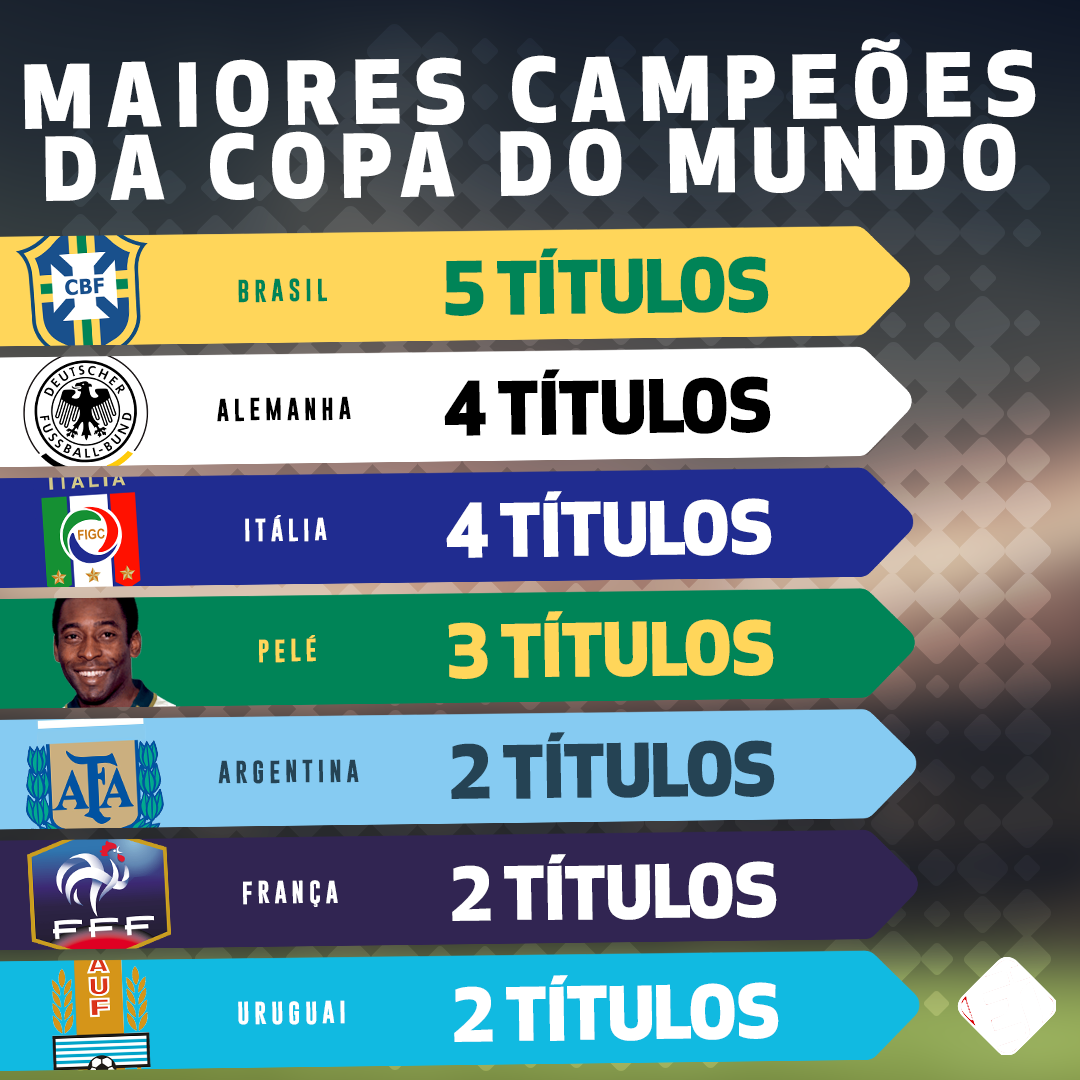 MAIORES CAMPEÕES
DA COPA DO MUNDO
CBF
BRASIL
5 TÍTULOS
DEUTSCHER
FUSSBALL-BUND
ALEMANHA
4 TÍTULOS
ITALIA
FIGC
ITÁLIA
4 TÍTULOS
PELÉ
3 TÍTULOS
AFA
ARGENTINA
2 TÍTULOS
FFF
FRANÇA
2 TÍTULOS
AUF
URUGUAI
2 TÍTULOS